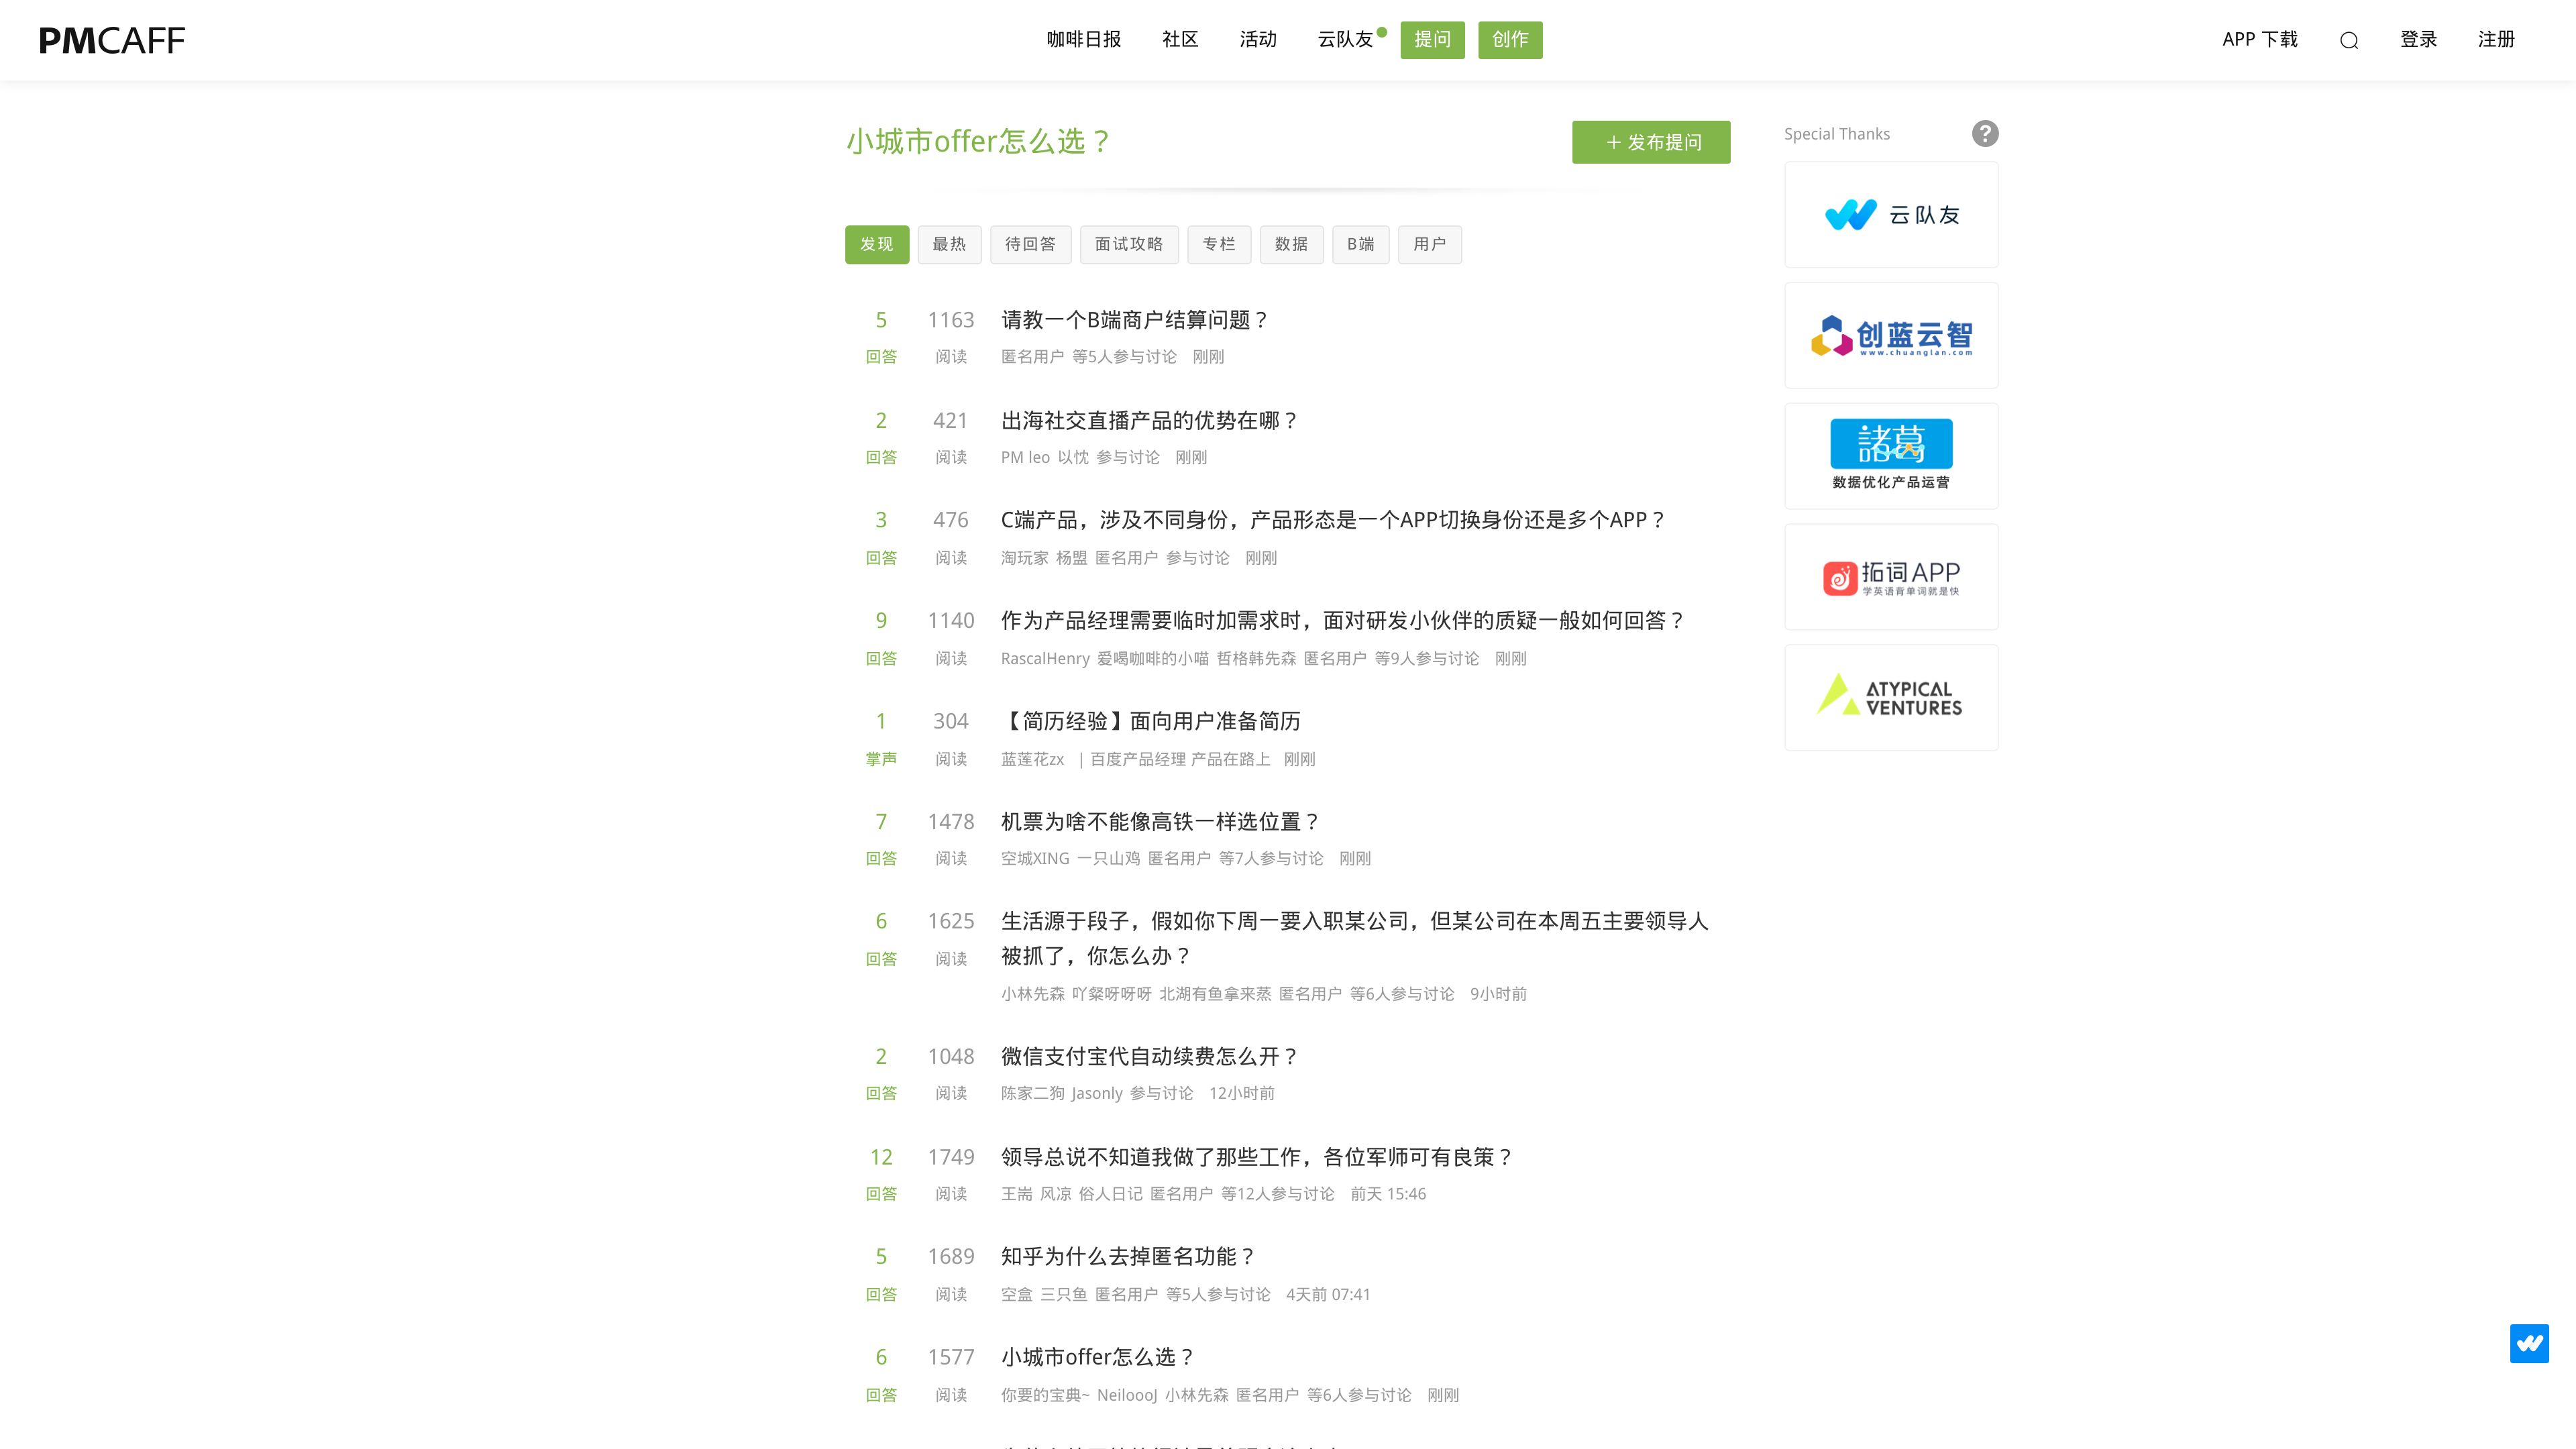 PMCAFF
咖啡日报 社区 活动 云队友 提问 创作
APP 下载 登录 注册
小城市offer怎么选？
＋ 发布提问
Special Thanks
?
发现 最热 待回答 面试攻略 专栏 数据 B端 用户
5 1163 请教一个B端商户结算问题？
回答 阅读 匿名用户 等5人参与讨论 刚刚
2 421 出海社交直播产品的优势在哪？
回答 阅读 PM leo 以忱 参与讨论 刚刚
3 476 C端产品，涉及不同身份，产品形态是一个APP切换身份还是多个APP？
回答 阅读 淘玩家 杨盟 匿名用户 参与讨论 刚刚
9 1140 作为产品经理需要临时加需求时，面对研发小伙伴的质疑一般如何回答？
回答 阅读 RascalHenry 爱喝咖啡的小喵 哲格韩先森 匿名用户 等9人参与讨论 刚刚
1 304 【简历经验】面向用户准备简历
掌声 阅读 蓝莲花zx | 百度产品经理 产品在路上 刚刚
7 1478 机票为啥不能像高铁一样选位置？
回答 阅读 空城XING 一只山鸡 匿名用户 等7人参与讨论 刚刚
6 1625 生活源于段子，假如你下周一要入职某公司，但某公司在本周五主要领导人
回答 阅读 被抓了，你怎么办？
小林先森 吖粲呀呀呀 北湖有鱼拿来蒸 匿名用户 等6人参与讨论 9小时前
2 1048 微信支付宝代自动续费怎么开？
回答 阅读 陈家二狗 Jasonly 参与讨论 12小时前
12 1749 领导总说不知道我做了那些工作，各位军师可有良策？
回答 阅读 王耑 风凉 俗人日记 匿名用户 等12人参与讨论 前天 15:46
5 1689 知乎为什么去掉匿名功能？
回答 阅读 空盒 三只鱼 匿名用户 等5人参与讨论 4天前 07:41
6 1577 小城市offer怎么选？
回答 阅读 你要的宝典~ NeiloooJ 小林先森 匿名用户 等6人参与讨论 刚刚
云队友
创蓝云智
www.chuanglan.com
諸葛
数据优化产品运营
拓词APP
学英语背单词就是快
ATYPICAL
VENTURES